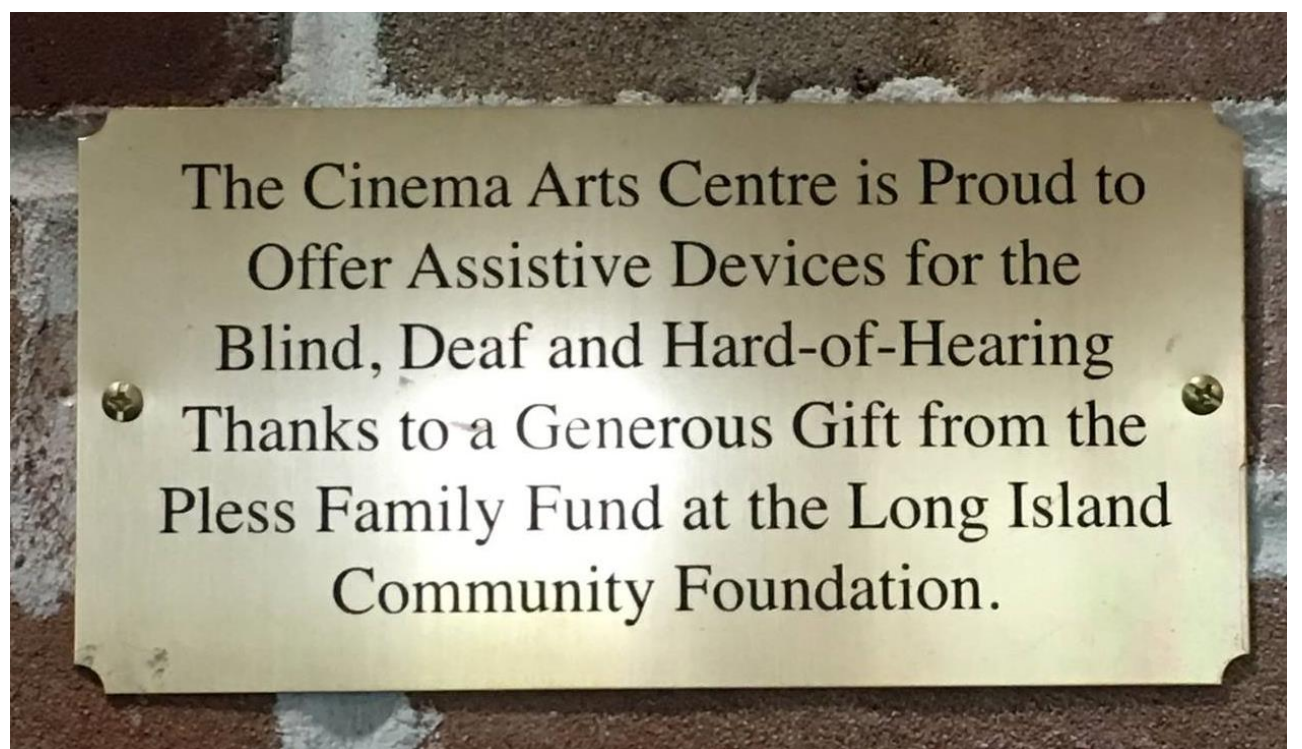 The Cinema Arts Centre is Proud to
Offer Assistive Devices for the
Blind, Deaf and Hard-of-Hearing
Thanks to a Generous Gift from the
Pless Family Fund at the Long Island
Community Foundation.